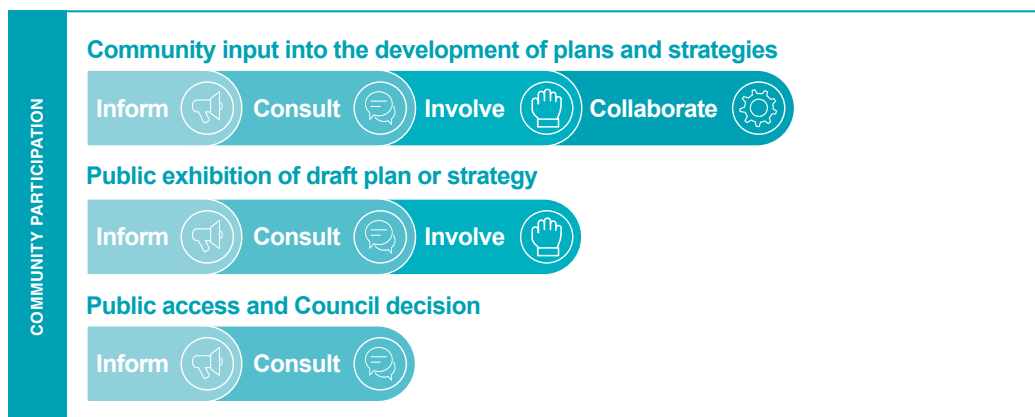 COMMUNITY PARTICIPATION
Community input into the development of plans and strategies
Inform Consult Involve Collaborate
Public exhibition of draft plan or strategy
Inform Consult Involve
Public access and Council decision
Inform Consult